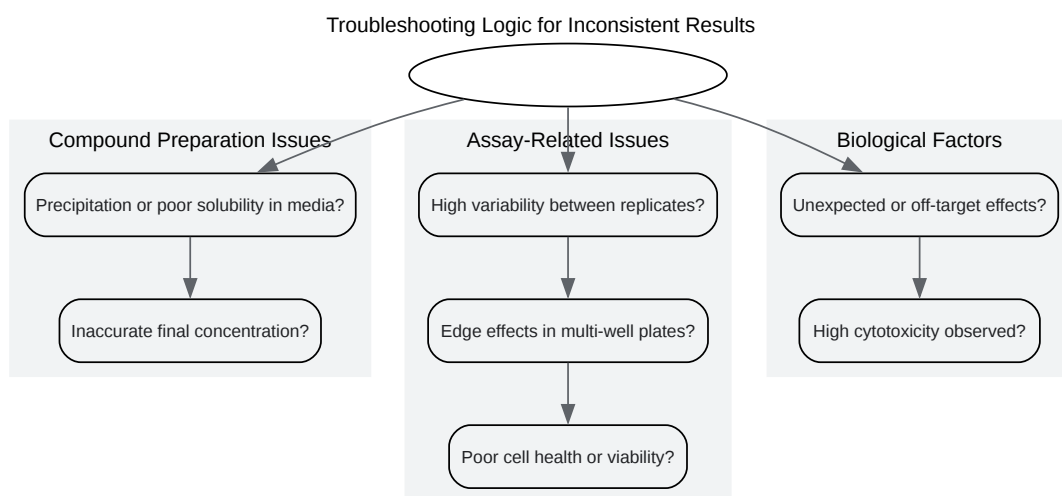 Troubleshooting Logic for Inconsistent Results
Compound Preparation Issues
Precipitation or poor solubility in media?
Inaccurate final concentration?
Assay-Related Issues
High variability between replicates?
Edge effects in multi-well plates?
Poor cell health or viability?
Biological Factors
Unexpected or off-target effects?
High cytotoxicity observed?